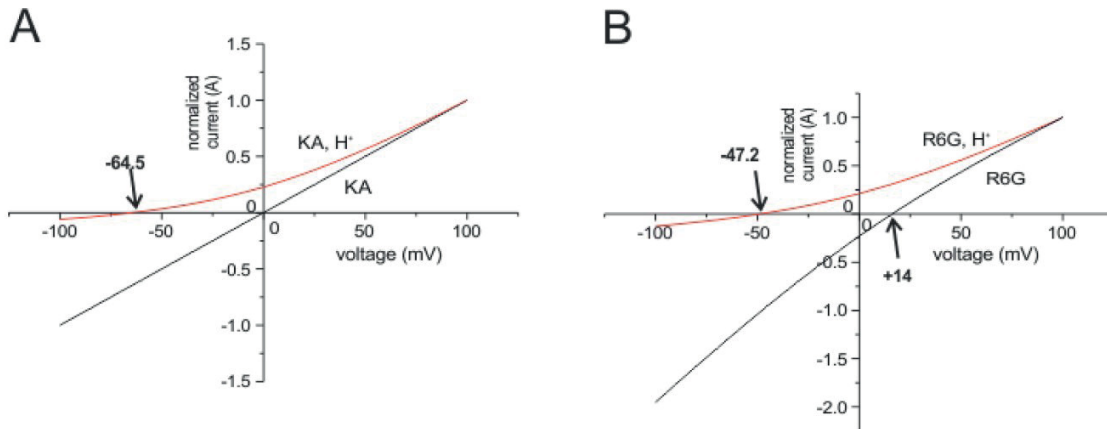 A
1.5
normalized
current (A)
1.0
KA, H+
-64.5
0.5
KA
0
-100
-50
0
50
100
voltage (mV)
-0.5
-1.0
-1.5
B
normalized
current (A)
1.0
R6G, H+
-47.2
0.5
R6G
0
-100
-50
0
50
100
voltage (mV)
-0.5
+14
-1.0
-1.5
-2.0